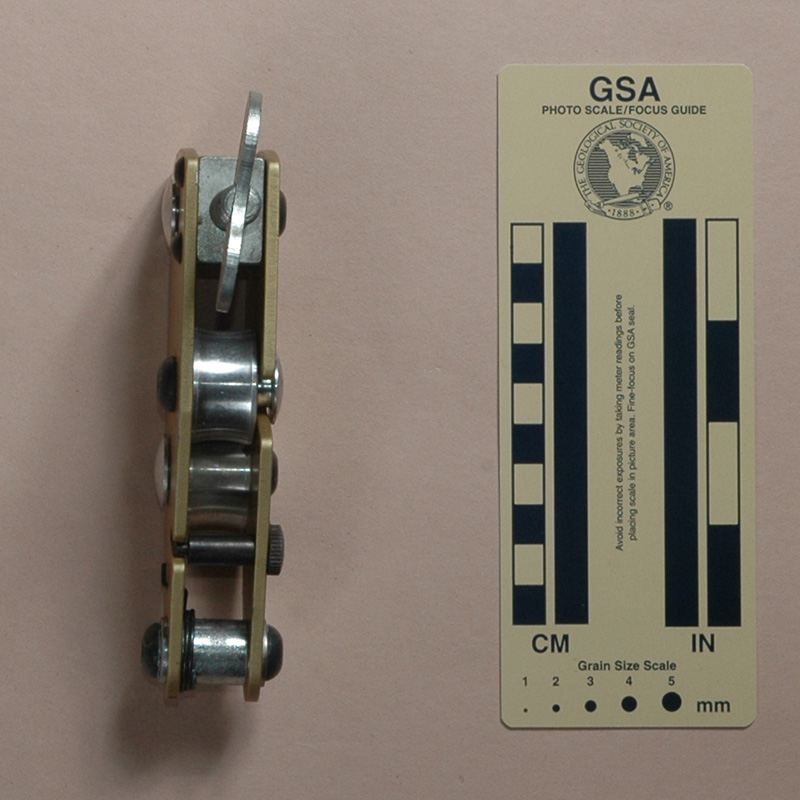 GSA
PHOTO SCALE/FOCUS GUIDE
THE GEOLOGICAL SOCIETY OF AMERICA
·1888·
®
Avoid incorrect exposures by taking meter readings before
placing scale in picture area. Fine-focus on GSA seal.
CM IN
Grain Size Scale
1 2 3 4 5
mm